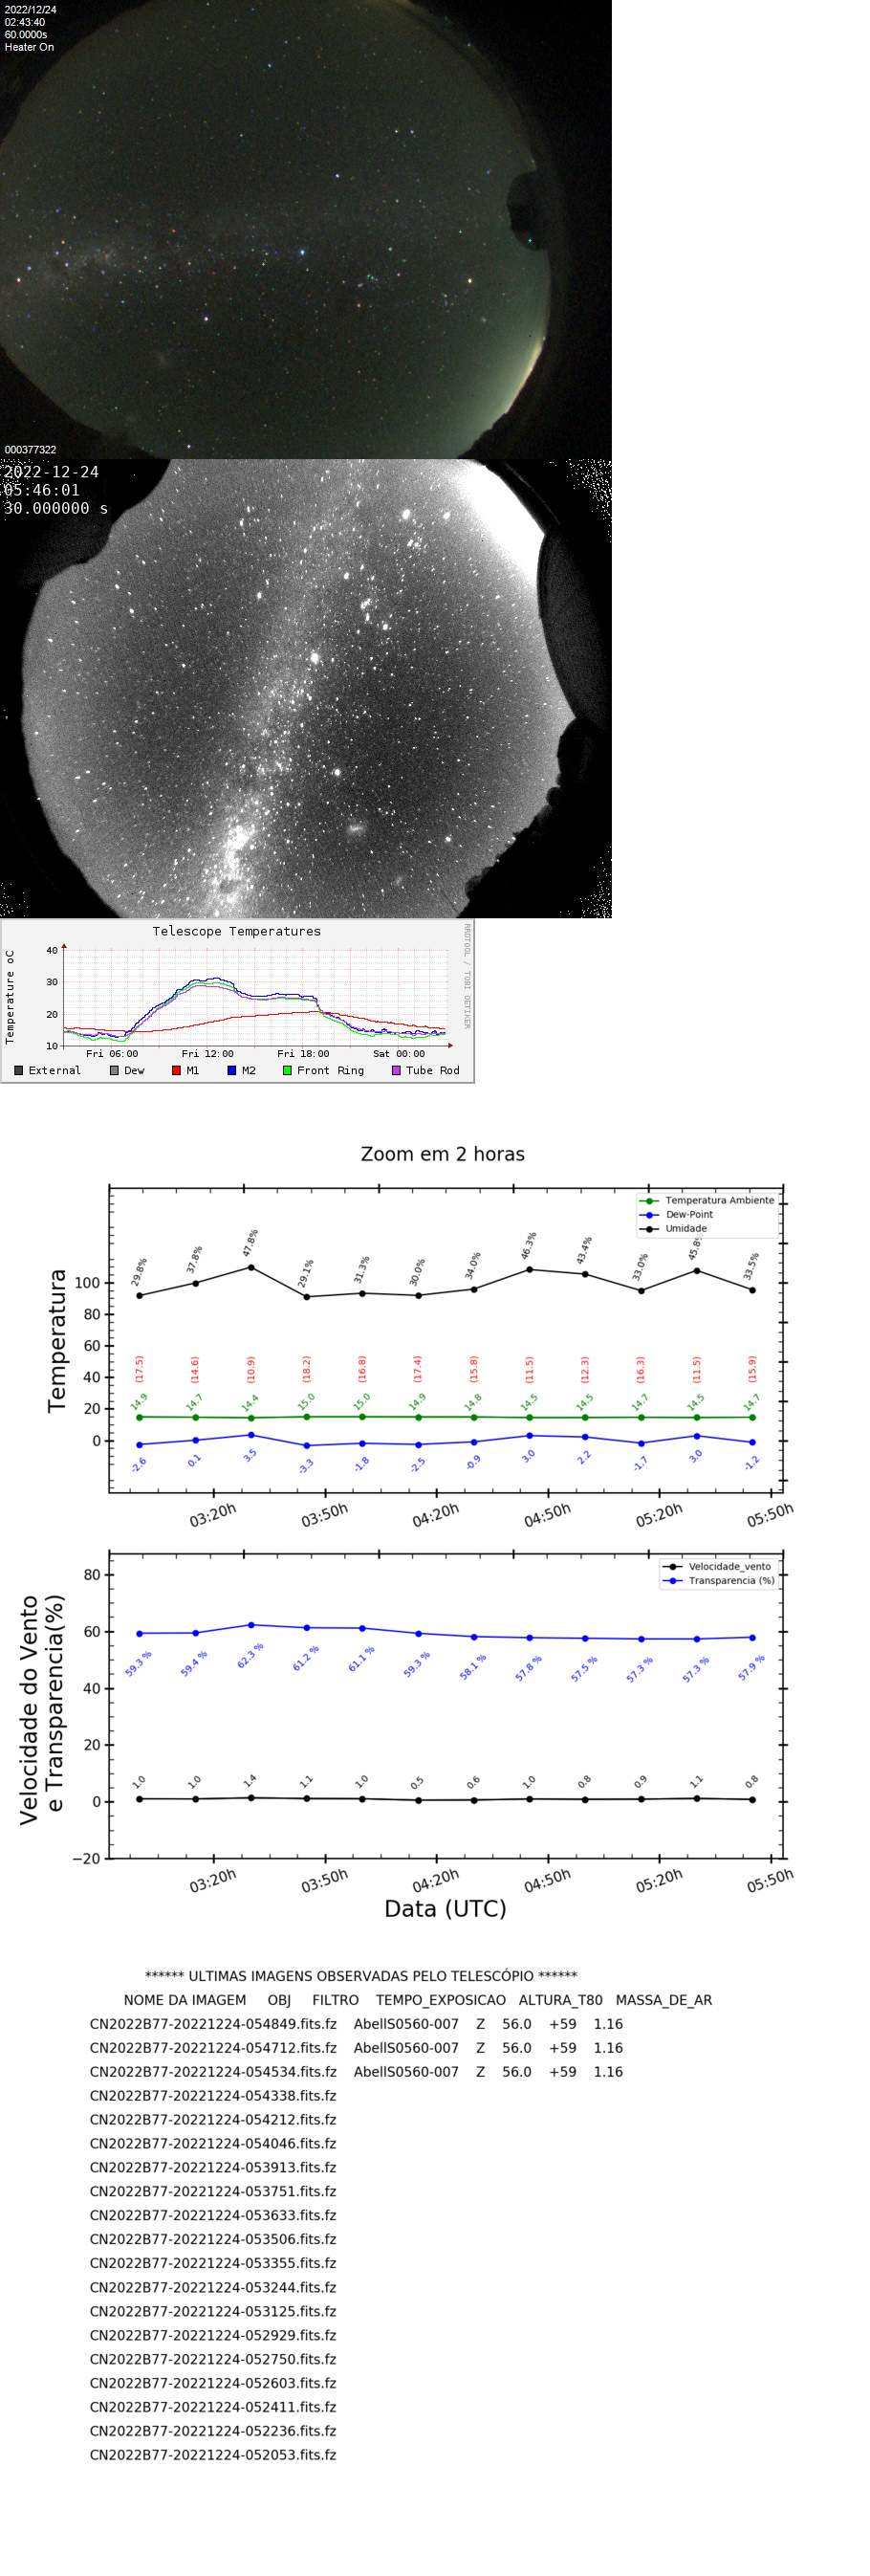 2022/12/24
02:43:40
60.0000s
Heater On
000377322
2022-12-24
05:46:01
30.000000 s
Telescope Temperatures
RRDTOOL / TOBI OETIKER
Temperature oC
40
30
20
10
Fri 06:00 Fri 12:00 Fri 18:00 Sat 00:00
External Dew M1 M2 Front Ring Tube Rod
Zoom em 2 horas
Temperatura Ambiente
Dew-Point
Umidade
Temperatura
100
80
60
40
20
0
29.8% 37.8% 47.8% 29.1% 31.3% 30.0% 34.0% 46.3% 43.4% 33.0% 45.8% 33.5%
(17.5) (14.6) (10.9) (18.2) (16.8) (17.4) (15.8) (11.5) (12.3) (16.3) (11.5) (15.9)
14.9 14.7 14.4 15.0 15.0 14.9 14.8 14.5 14.5 14.7 14.5 14.7
-2.6 0.1 3.5 -3.3 -1.8 -2.5 -0.9 3.0 2.2 -1.7 3.0 -1.2
03:20h 03:50h 04:20h 04:50h 05:20h 05:50h
Velocidade_vento
Transparencia (%)
Velocidade do Vento
e Transparencia(%)
80
60
40
20
0
−20
59.3 % 59.4 % 62.3 % 61.2 % 61.1 % 59.3 % 58.1 % 57.8 % 57.5 % 57.3 % 57.3 % 57.9 %
1.0 1.0 1.4 1.1 1.0 0.5 0.6 1.0 0.8 0.9 1.1 0.8
03:20h 03:50h 04:20h 04:50h 05:20h 05:50h
Data (UTC)
****** ULTIMAS IMAGENS OBSERVADAS PELO TELESCÓPIO ******
NOME DA IMAGEM OBJ FILTRO TEMPO_EXPOSICAO ALTURA_T80 MASSA_DE_AR
CN2022B77-20221224-054849.fits.fz AbellS0560-007 Z 56.0 +59 1.16
CN2022B77-20221224-054712.fits.fz AbellS0560-007 Z 56.0 +59 1.16
CN2022B77-20221224-054534.fits.fz AbellS0560-007 Z 56.0 +59 1.16
CN2022B77-20221224-054338.fits.fz
CN2022B77-20221224-054212.fits.fz
CN2022B77-20221224-054046.fits.fz
CN2022B77-20221224-053913.fits.fz
CN2022B77-20221224-053751.fits.fz
CN2022B77-20221224-053633.fits.fz
CN2022B77-20221224-053506.fits.fz
CN2022B77-20221224-053355.fits.fz
CN2022B77-20221224-053244.fits.fz
CN2022B77-20221224-053125.fits.fz
CN2022B77-20221224-052929.fits.fz
CN2022B77-20221224-052750.fits.fz
CN2022B77-20221224-052603.fits.fz
CN2022B77-20221224-052411.fits.fz
CN2022B77-20221224-052236.fits.fz
CN2022B77-20221224-052053.fits.fz